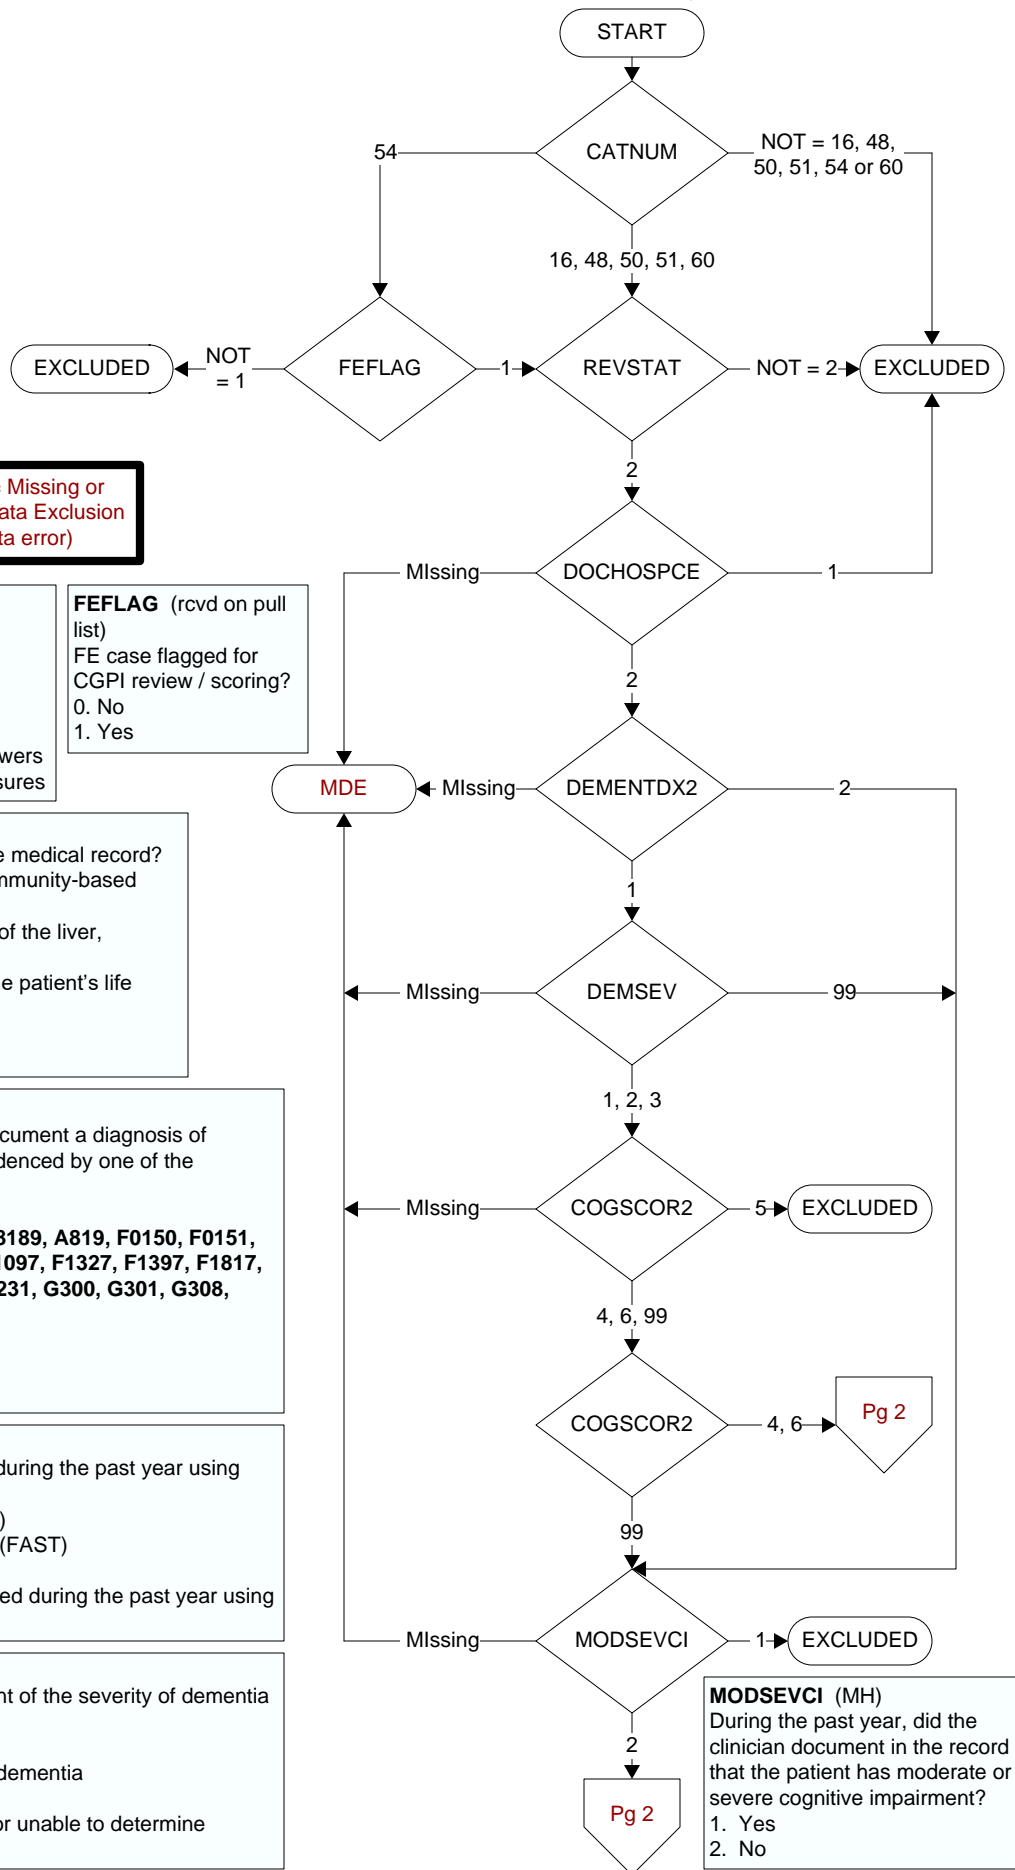 START
CATNUM
54
NOT = 16, 48,
50, 51, 54 or 60
16, 48, 50, 51, 60
EXCLUDED
NOT
= 1
FEFLAG
1
REVSTAT
NOT = 2
EXCLUDED
2
Missing or
ata Exclusion
ta error)
MIssing
DOCHOSPCE
1
FEFLAG (rcvd on pull
list)
FE case flagged for
CGPI review / scoring?
0. No
1. Yes
wers
sures
2
MDE
MIssing
DEMENTDX2
2
e medical record?
mmunity-based
of the liver,
e patient's life
1
MIssing
DEMSEV
99
1, 2, 3
cument a diagnosis of
denced by one of the
8189, A819, F0150, F0151,
1097, F1327, F1397, F1817,
231, G300, G301, G308,
MIssing
COGSCOR2
5
EXCLUDED
4, 6, 99
COGSCOR2
4, 6
Pg 2
during the past year using
)
(FAST)
ed during the past year using
99
MIssing
MODSEVCI
1
EXCLUDED
nt of the severity of dementia
dementia
or unable to determine
2
Pg 2
MODSEVCI (MH)
During the past year, did the
clinician document in the record
that the patient has moderate or
severe cognitive impairment?
1. Yes
2. No